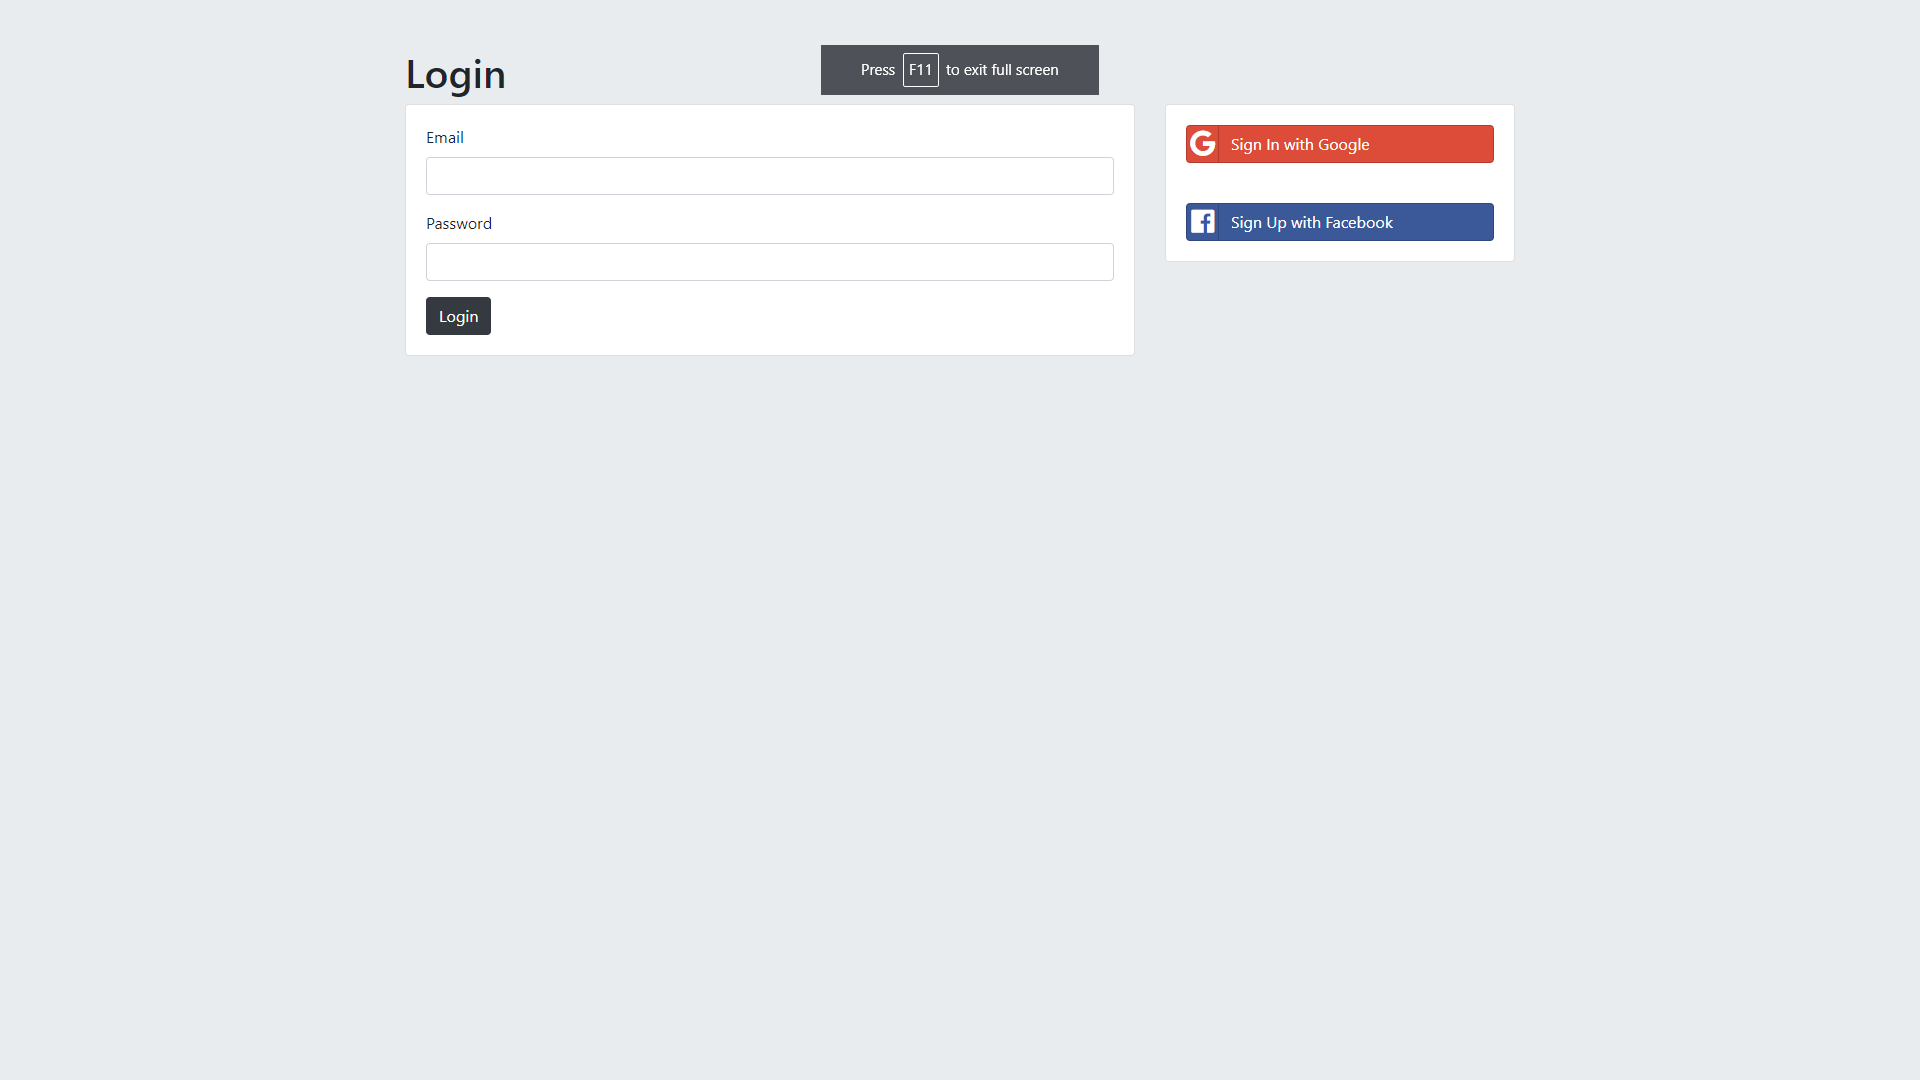 Press F11 to exit full screen
Login
Email
Password
Login
Sign In with Google
Sign Up with Facebook